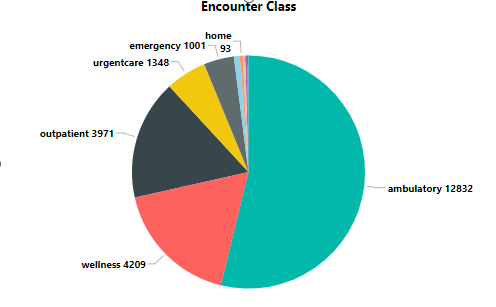 Encounter Class
home
93
emergency 1001
urgentcare 1348
outpatient 3971
ambulatory 12832
wellness 4209